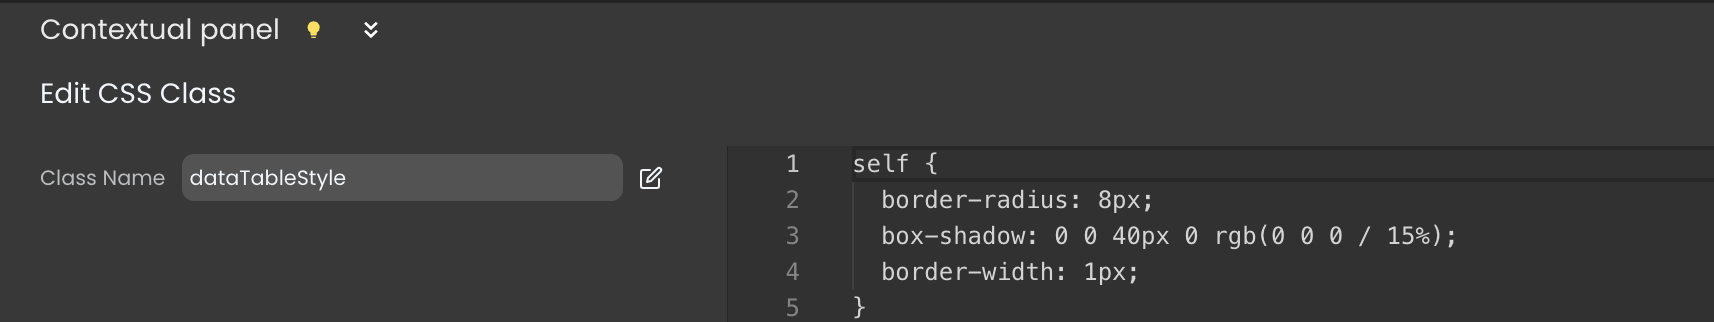 Contextual panel
Edit CSS Class
Class Name dataTableStyle
1 self {
2 border-radius: 8px;
3 box-shadow: 0 0 40px 0 rgb(0 0 0 / 15%);
4 border-width: 1px;
5 }